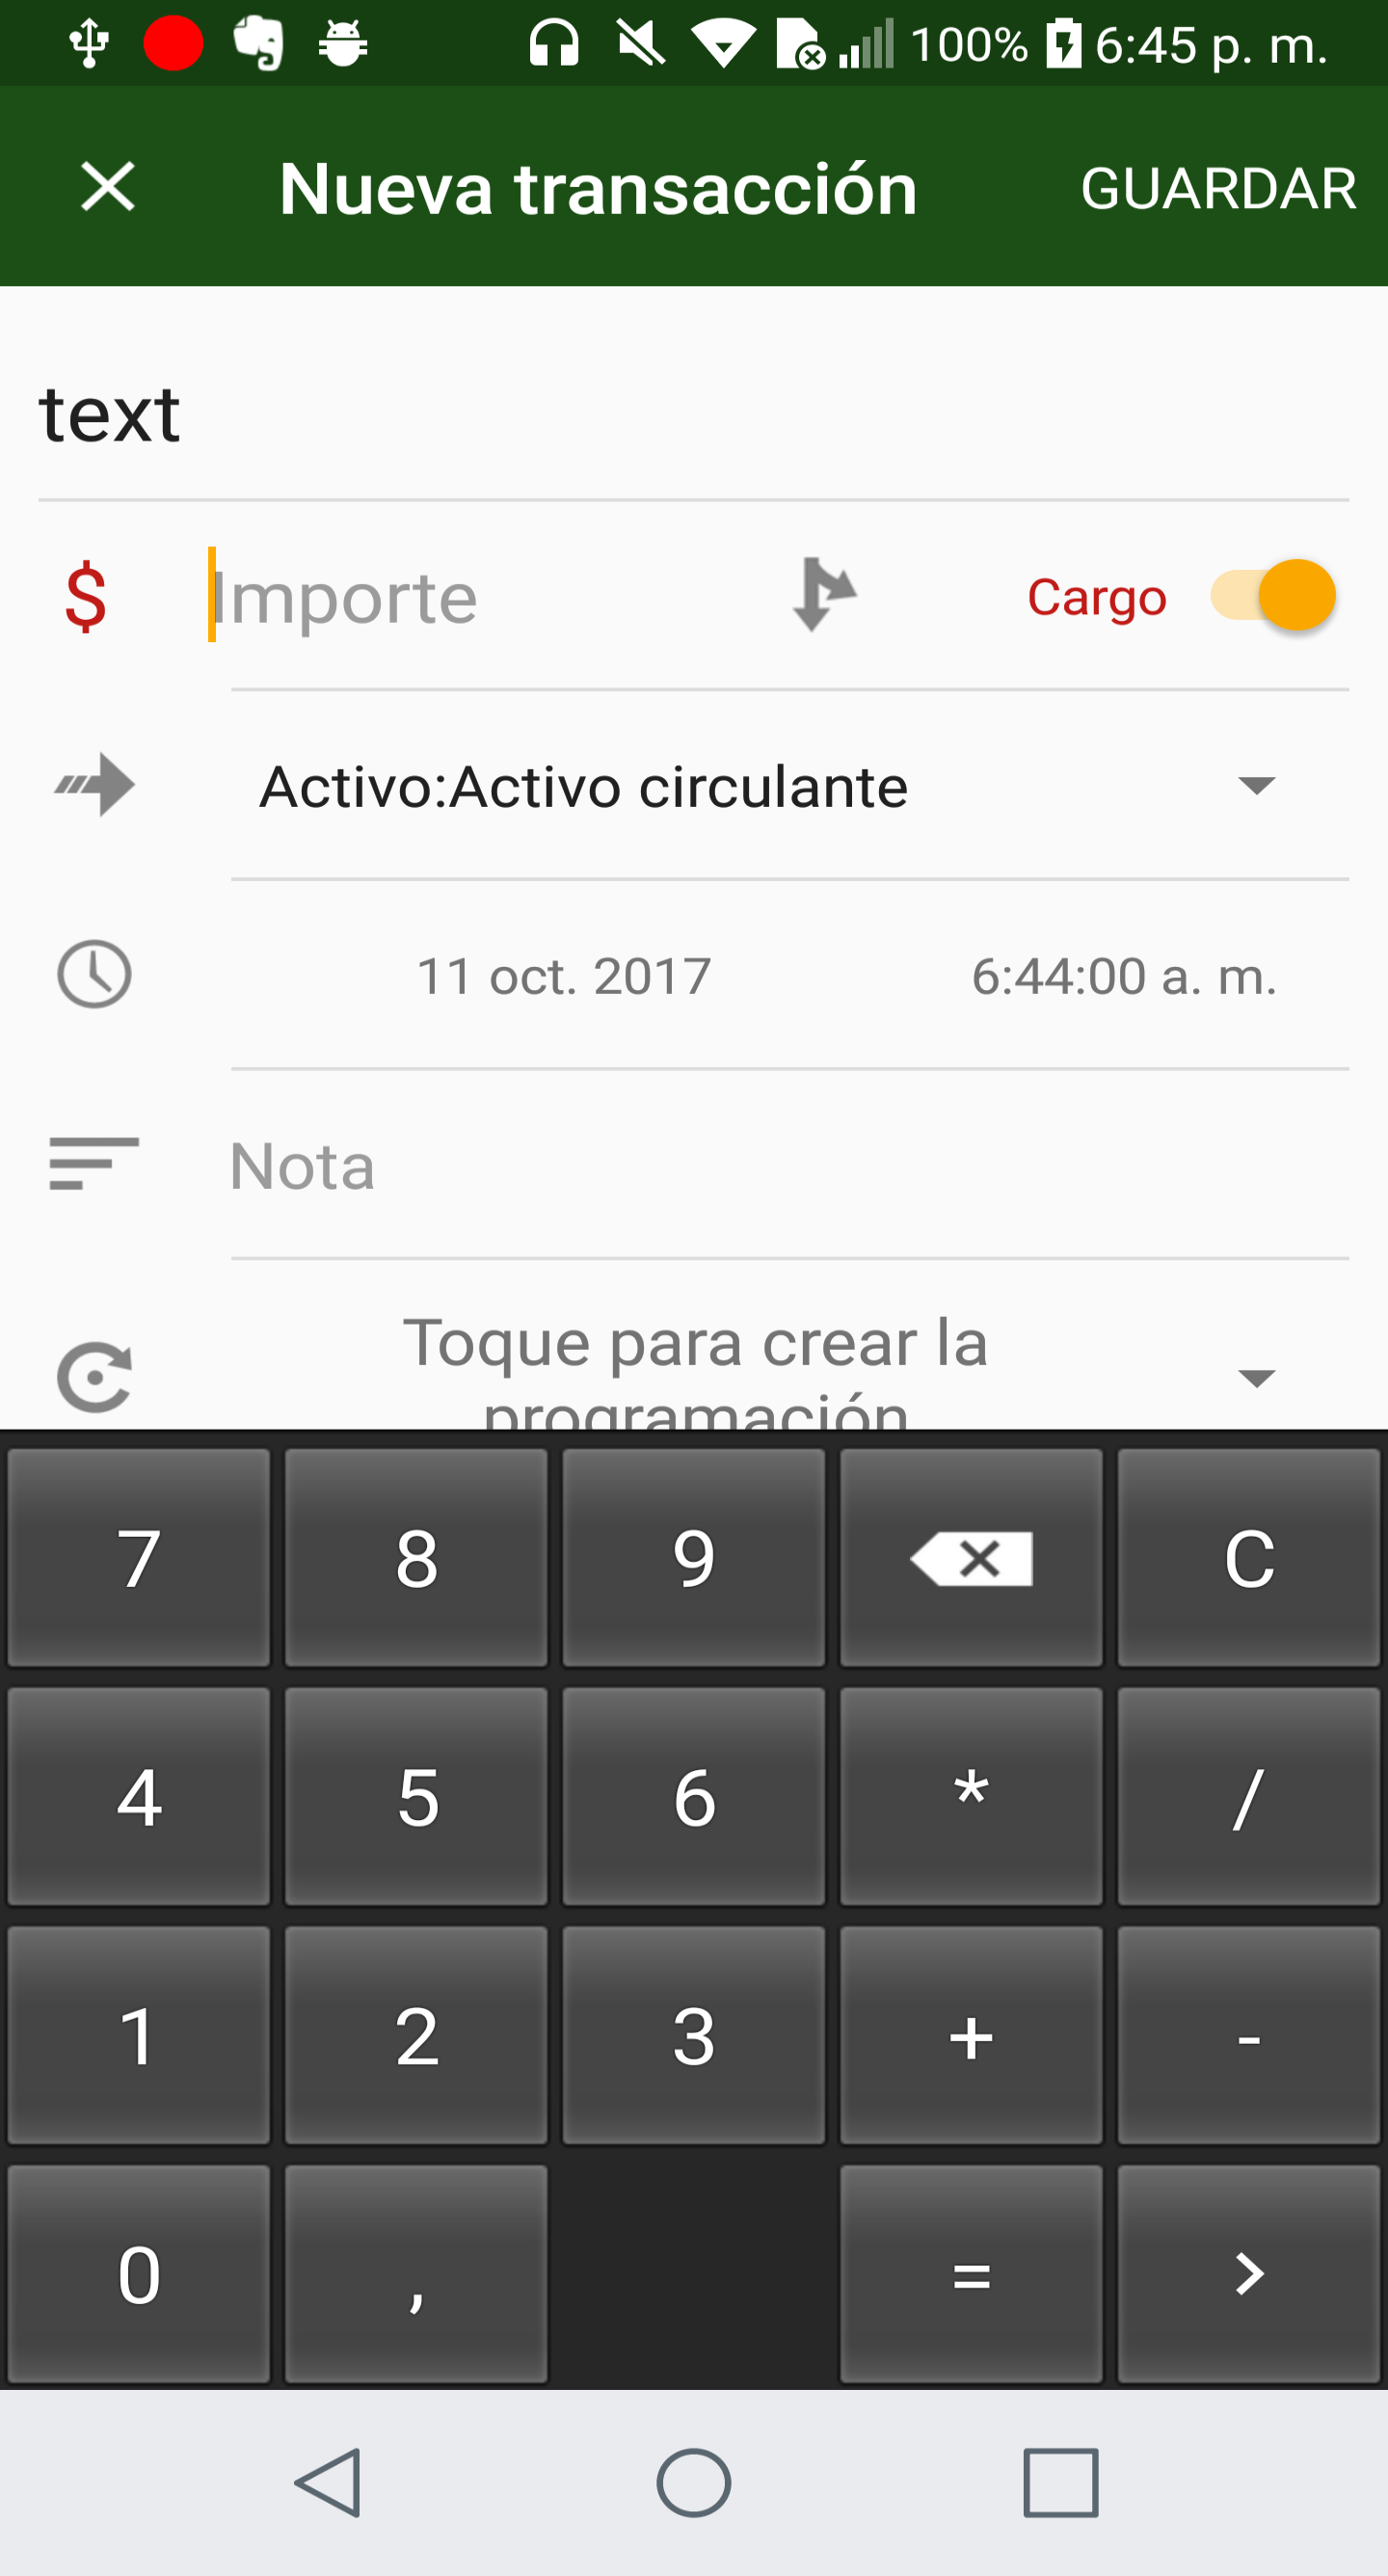 100% 6:45 p. m.
Nueva transacción GUARDAR
text
$ Importe Cargo
Activo:Activo circulante
11 oct. 2017 6:44:00 a. m.
Nota
Toque para crear la
programación
7 8 9 C
4 5 6 * /
1 2 3 + -
0 , = >